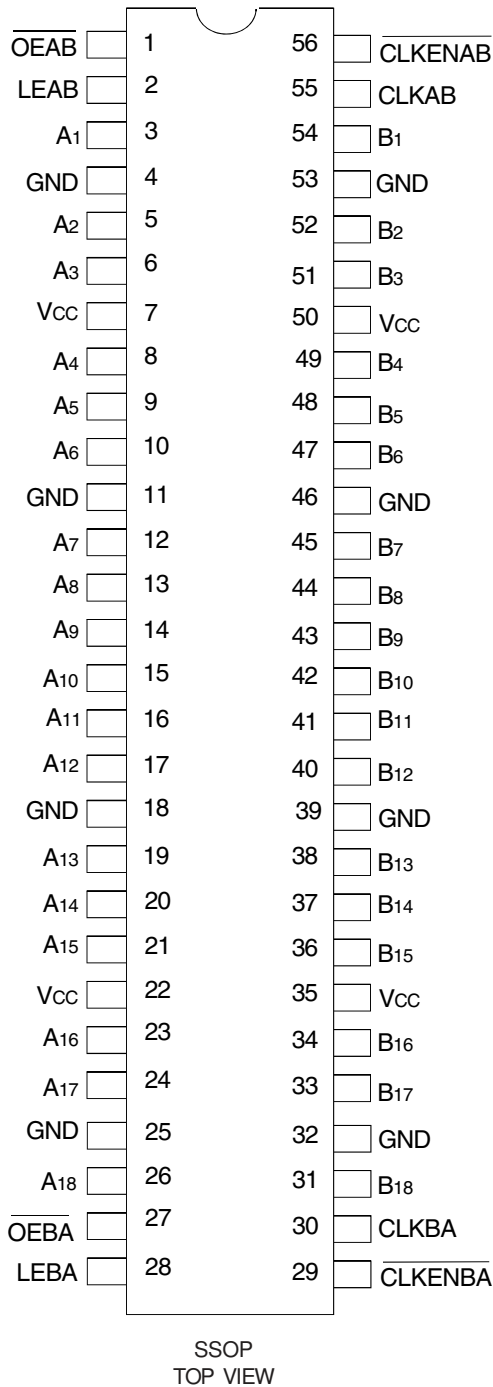 OEAB 1 56 CLKENAB
LEAB 2 55 CLKAB
A1 3 54 B1
GND 4 53 GND
A2 5 52 B2
A3 6 51 B3
VCC 7 50 VCC
A4 8 49 B4
A5 9 48 B5
A6 10 47 B6
GND 11 46 GND
A7 12 45 B7
A8 13 44 B8
A9 14 43 B9
A10 15 42 B10
A11 16 41 B11
A12 17 40 B12
GND 18 39 GND
A13 19 38 B13
A14 20 37 B14
A15 21 36 B15
VCC 22 35 VCC
A16 23 34 B16
A17 24 33 B17
GND 25 32 GND
A18 26 31 B18
OEBA 27 30 CLKBA
LEBA 28 29 CLKENBA
SSOP
TOP VIEW